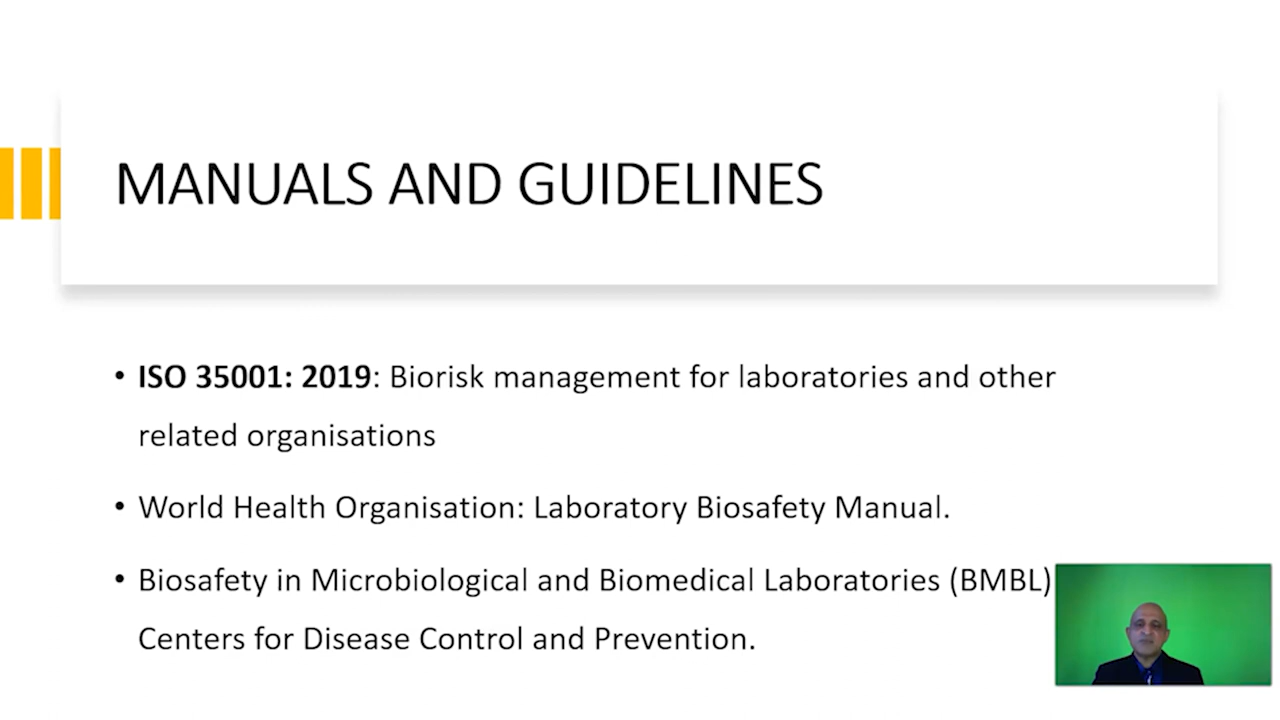 MANUALS AND GUIDELINES
• ISO 35001: 2019: Biorisk management for laboratories and other
related organisations
• World Health Organisation: Laboratory Biosafety Manual.
• Biosafety in Microbiological and Biomedical Laboratories (BMBL)
Centers for Disease Control and Prevention.